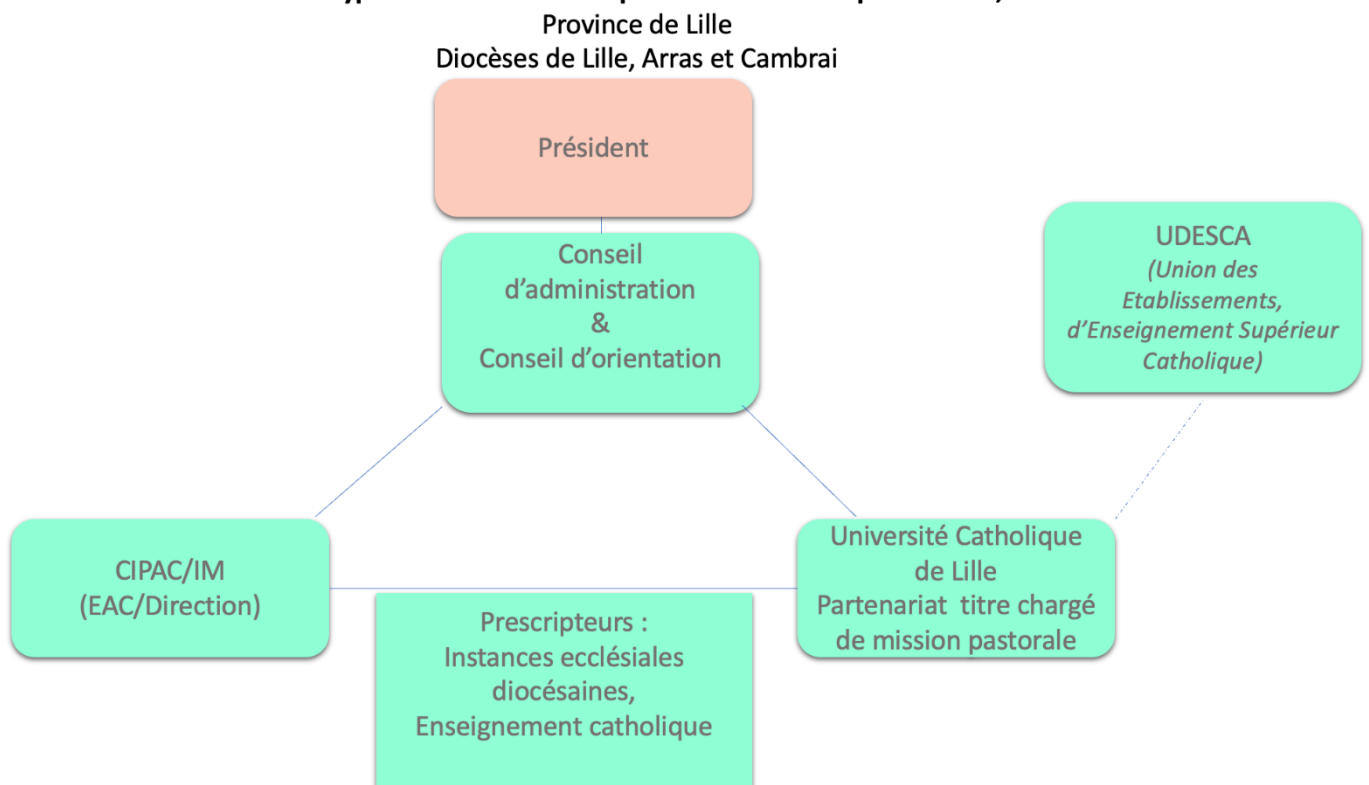 Province de Lille
Diocèses de Lille, Arras et Cambrai
Président
Conseil
d’administration
&
Conseil d’orientation
UDESCA
(Union des
Etablissements,
d’Enseignement Supérieur
Catholique)
CIPAC/IM
(EAC/Direction)
Université Catholique
de Lille
Partenariat titre chargé
de mission pastorale
Prescripteurs :
Instances ecclésiales
diocésaines,
Enseignement catholique